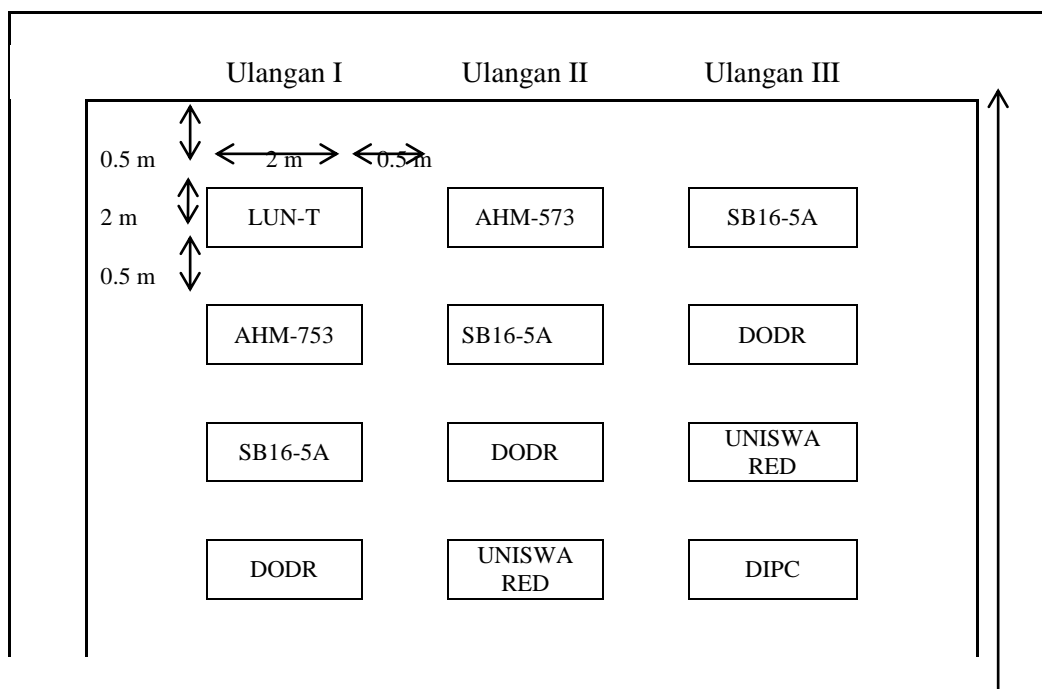 Ulangan I Ulangan II Ulangan III
0.5 m 2 m 0.5 m
2 m LUN-T AHM-573 SB16-5A
0.5 m
AHM-753 SB16-5A DODR
SB16-5A DODR UNISWA RED
DODR UNISWA RED DIPC